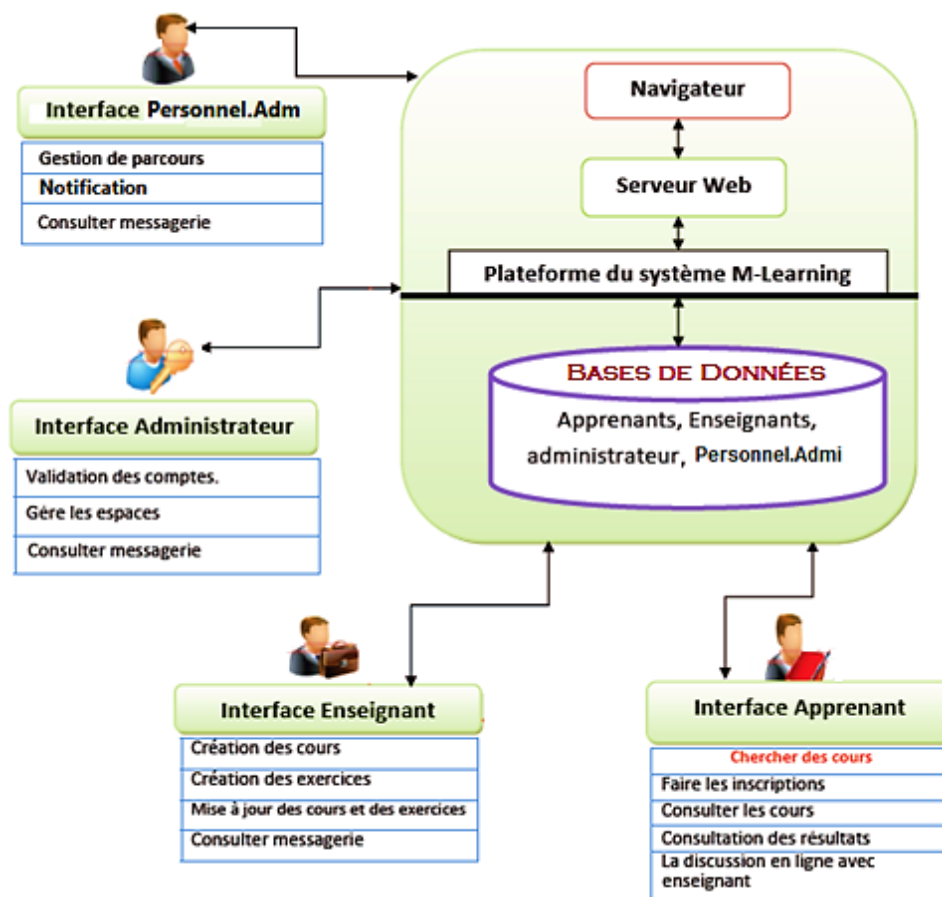 Interface Personnel.Adm
Gestion de parcours
Notification
Consulter messagerie
Navigateur
Serveur Web
Plateforme du système M-Learning
BASES DE DONNÉES
Apprenants, Enseignants,
administrateur, Personnel.Admi
Interface Administrateur
Validation des comptes.
Gère les espaces
Consulter messagerie
Interface Enseignant
Création des cours
Création des exercices
Mise à jour des cours et des exercices
Consulter messagerie
Interface Apprenant
Chercher des cours
Faire les inscriptions
Consulter les cours
Consultation des résultats
La discussion en ligne avec
enseignant